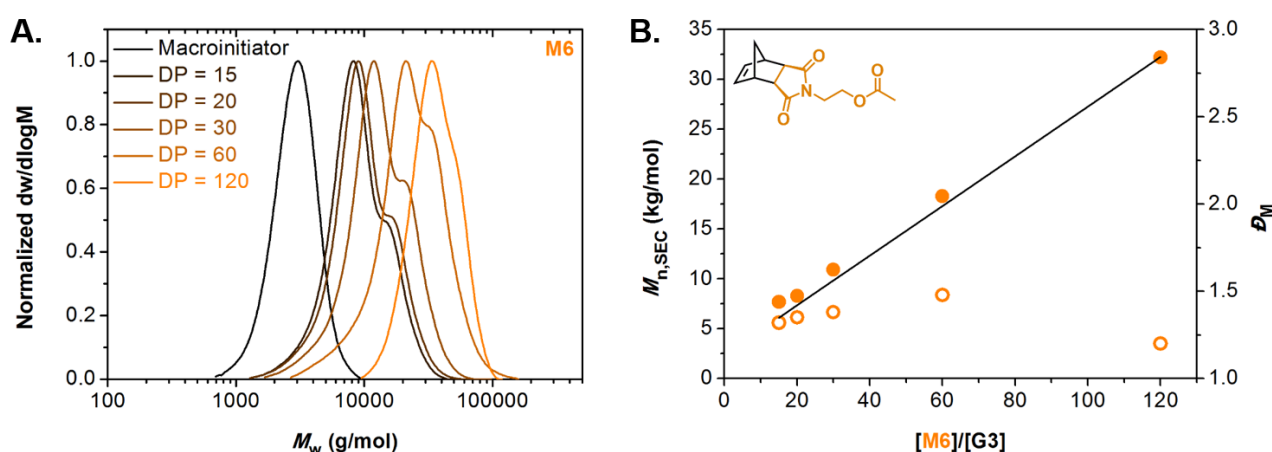 A.
M6
Macroinitiator
DP = 15
DP = 20
DP = 30
DP = 60
DP = 120
Normalized dw/dlogM
1.0
0.8
0.6
0.4
0.2
0.0
100
1000
10000
100000
Mw (g/mol)
B.
Mn,SEC (kg/mol)
35
30
25
20
15
10
5
0
O
N
O
O
O
3.0
2.5
2.0
1.5
1.0
ĐM
20
40
60
80
100
120
[M6]/[G3]